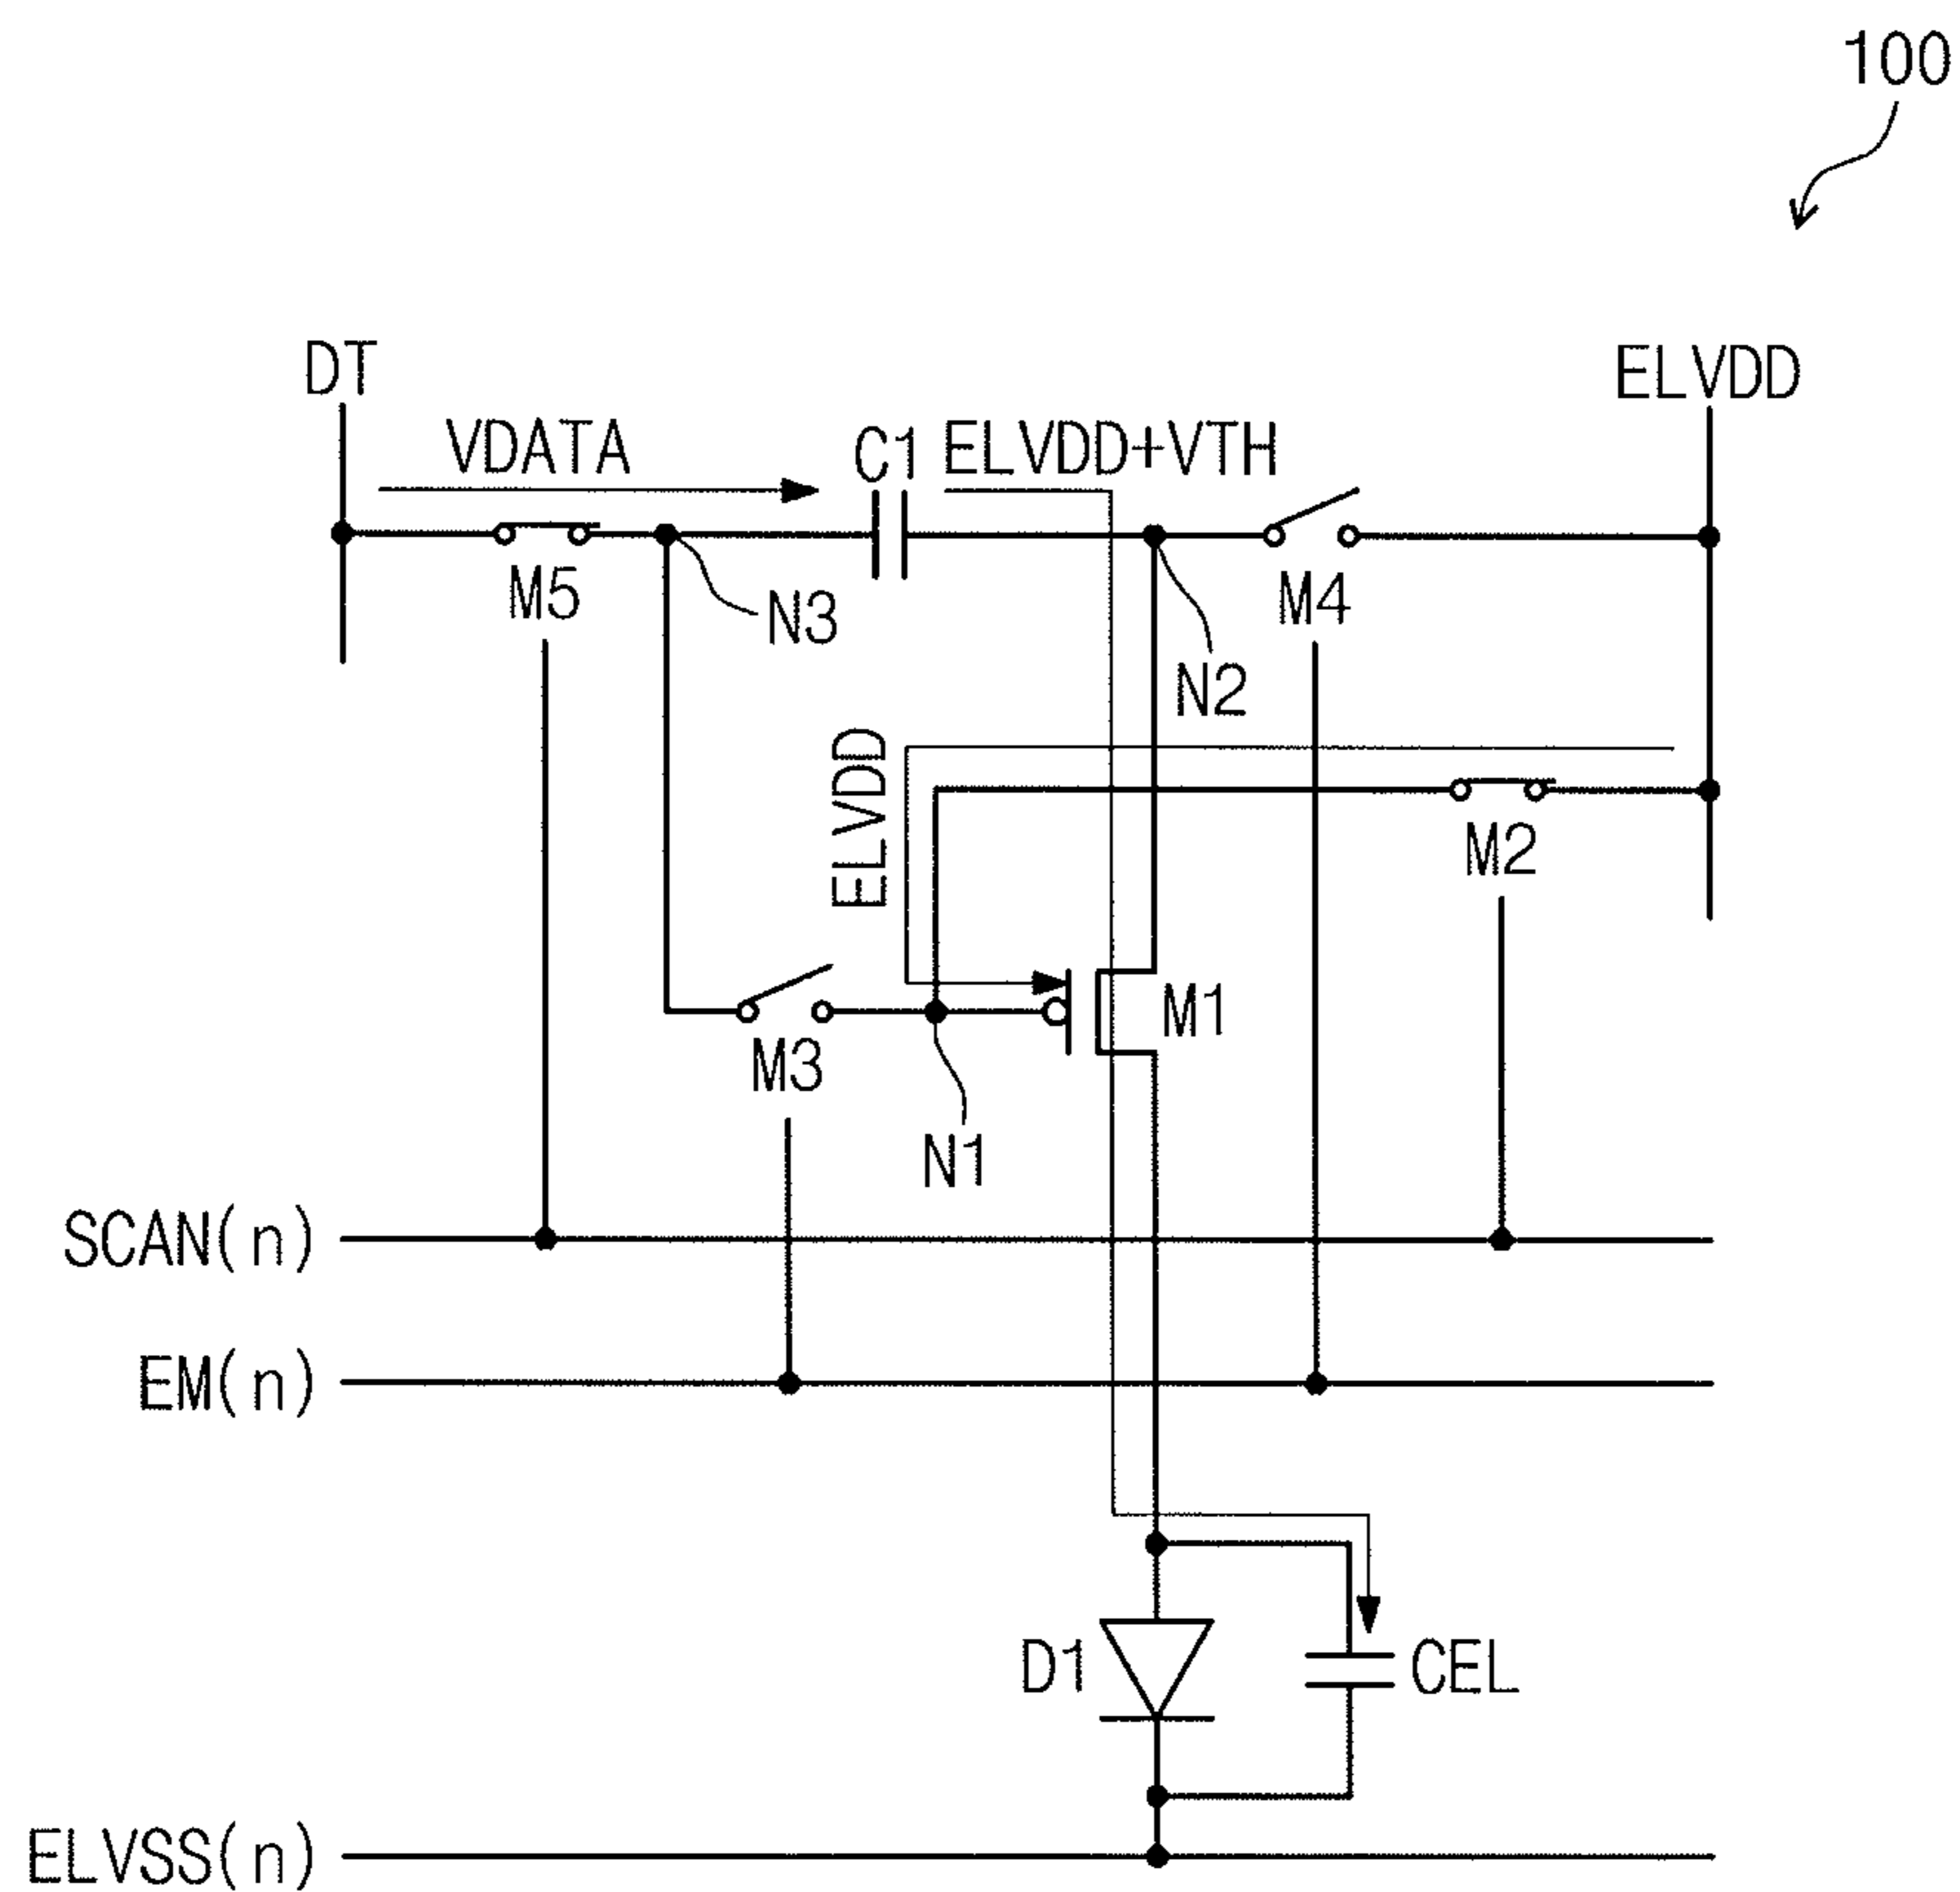 100
DT
ELVDD
VDATA
C1
ELVDD+VTH
M5
N3
M4
N2
ELVDD
M2
M1
M3
N1
SCAN(n)
EM(n)
D1
CEL
ELVSS(n)